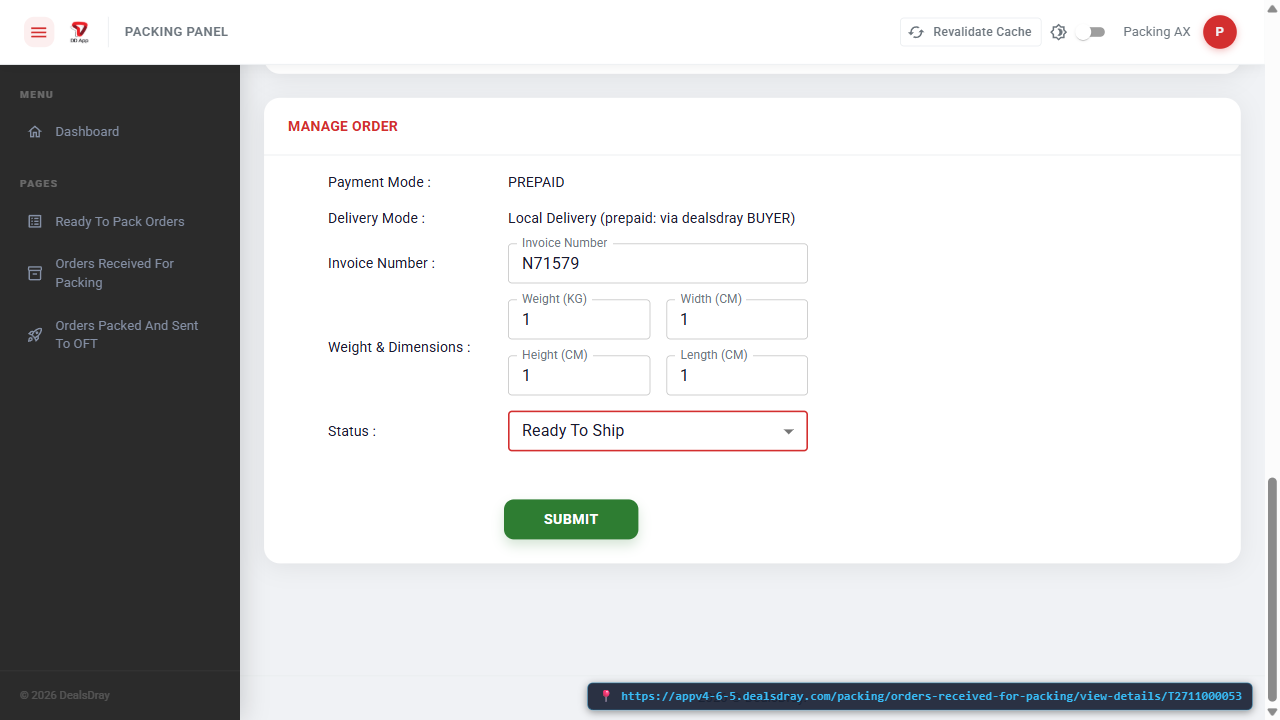 DD App
PACKING PANEL
Revalidate Cache
Packing AX
P
MENU
Dashboard
PAGES
Ready To Pack Orders
Orders Received For
Packing
Orders Packed And Sent
To OFT
© 2026 DealsDray
MANAGE ORDER
Payment Mode :
PREPAID
Delivery Mode :
Local Delivery (prepaid: via dealsdray BUYER)
Invoice Number :
Invoice Number
N71579
Weight & Dimensions :
Weight (KG)
1
Width (CM)
1
Height (CM)
1
Length (CM)
1
Status :
Ready To Ship
SUBMIT
https://appv4-6-5.dealsdray.com/packing/orders-received-for-packing/view-details/T2711000053